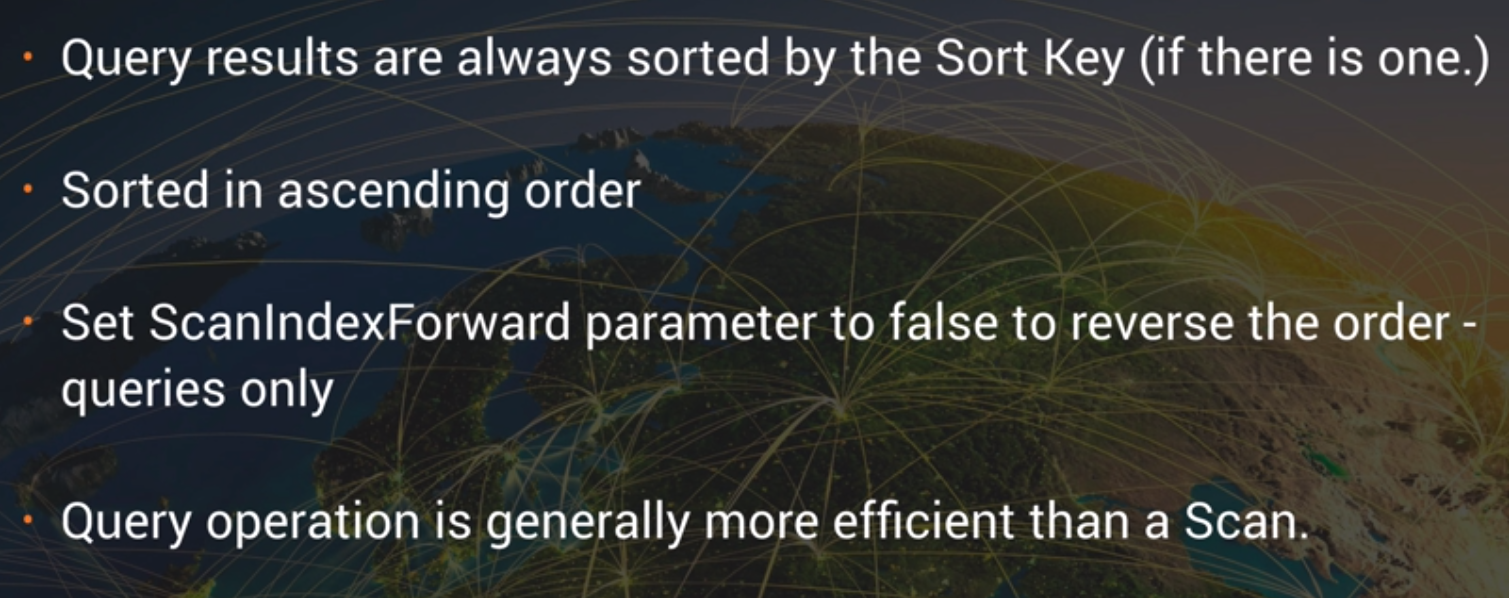 • Query results are always sorted by the Sort Key (if there is one.)
• Sorted in ascending order
• Set ScanIndexForward parameter to false to reverse the order -
queries only
• Query operation is generally more efficient than a Scan.